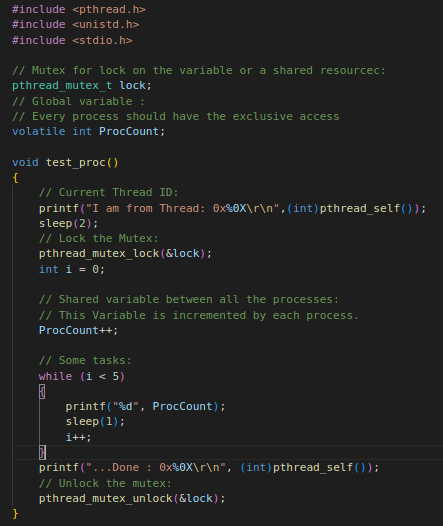 #include <pthread.h>
#include <unistd.h>
#include <stdio.h>

// Mutex for lock on the variable or a shared resourcec:
pthread_mutex_t lock;
// Global variable :
// Every process should have the exclusive access
volatile int ProcCount;

void test_proc()
{
    // Current Thread ID:
    printf("I am from Thread: 0x%0X\r\n",(int)pthread_self());
    sleep(2);
    // Lock the Mutex:
    pthread_mutex_lock(&lock);
    int i = 0;

    // Shared variable between all the processes:
    // This Variable is incremented by each process.
    ProcCount++;

    // Some tasks:
    while (i < 5)
    {
        printf("%d", ProcCount);
        sleep(1);
        i++;
    }
    printf("...Done : 0x%0X\r\n", (int)pthread_self());
    // Unlock the mutex:
    pthread_mutex_unlock(&lock);
}